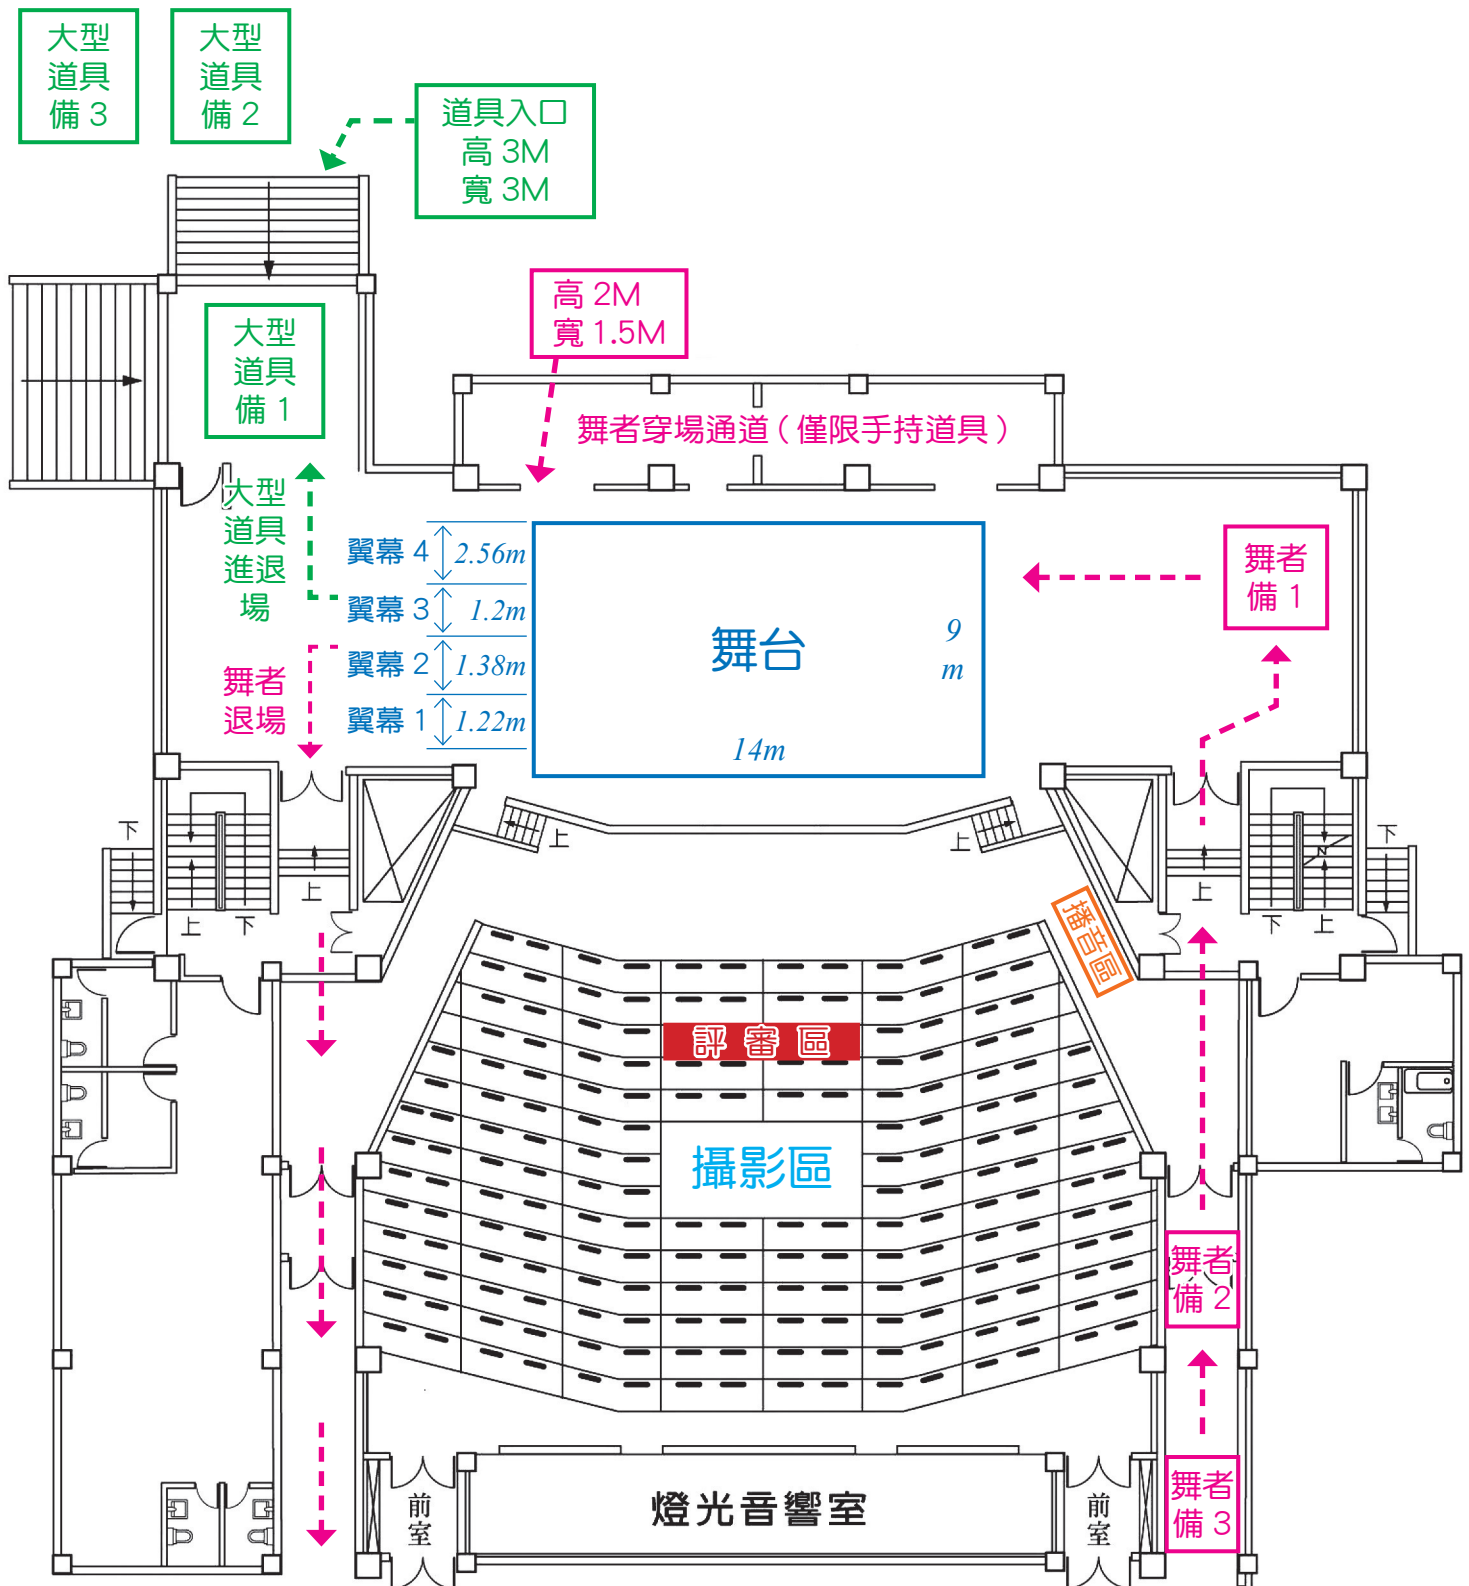 大型
道具
備 3
大型
道具
備 2
道具入口
高 3M
寬 3M
高 2M
寬 1.5M
大型
道具
備 1
舞者穿場通道（僅限手持道具）
大型
道具
進退
場
翼幕 4
2.56m
翼幕 3
1.2m
翼幕 2
1.38m
翼幕 1
1.22m
舞台
9
m
14m
舞者
備 1
舞者
退場
下
上
下
上
上
上
上
下
上
下
播音區
評審區
攝影區
舞者
備 2
舞者
備 3
前室
燈光音響室
前室